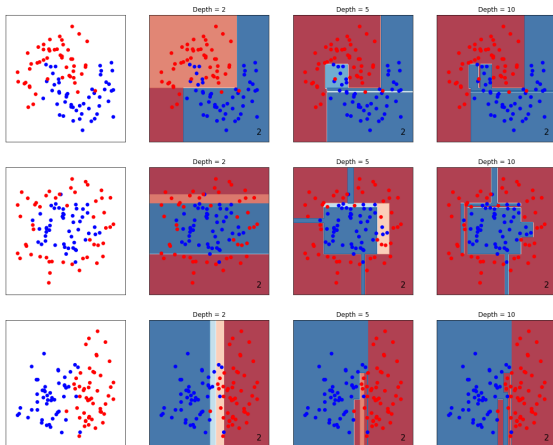 Depth = 2
Depth = 5
Depth = 10
2
2
2
Depth = 2
Depth = 5
Depth = 10
2
2
2
Depth = 2
Depth = 5
Depth = 10
2
2
2